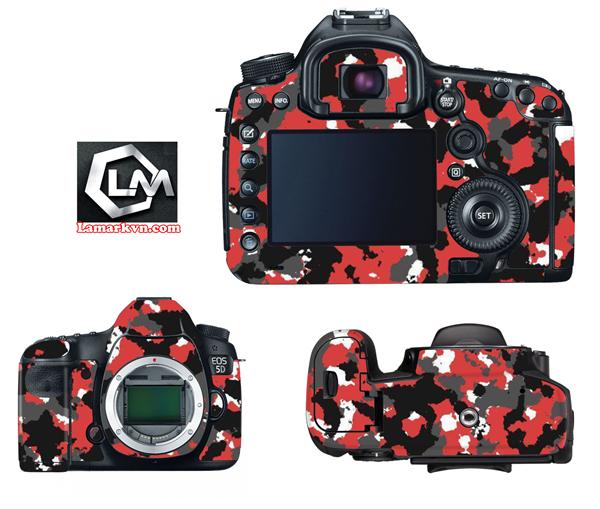 LM
Lamarkvn.com
MENU
INFO.
RATE
AF-ON
START/
STOP
Q
SET
EOS
5D